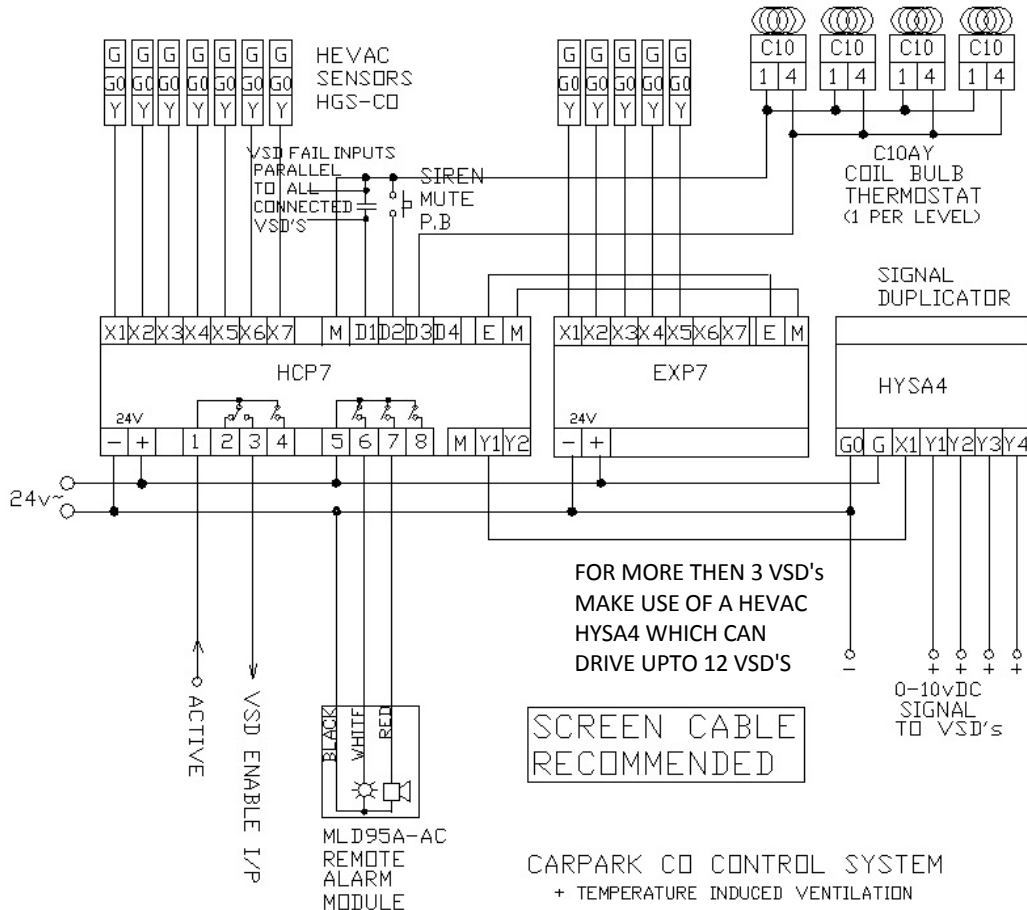 G G G G G G G
G0 G0 G0 G0 G0 G0 G0
Y Y Y Y Y Y Y
HEVAC
SENSORS
HGS-CO
G G G G G
G0 G0 G0 G0 G0
Y Y Y Y Y
C10 C10 C10 C10
1 4 1 4 1 4 1 4
C10AY
COIL BULB
THERMOSTAT
(1 PER LEVEL)
VSD FAIL INPUTS
PARALLEL
TO ALL
CONNECTED
VSD'S
SIREN
MUTE
P.B
SIGNAL
DUPLICATOR
X1 X2 X3 X4 X5 X6 X7 M D1 D2 D3 D4 E M
HCP7
24V
- + 1 2 3 4 5 6 7 8 M Y1 Y2
X1 X2 X3 X4 X5 X6 X7 E M
EXP7
24V
- +
HYSA4
G0 G X1 Y1 Y2 Y3 Y4
24v~
FOR MORE THEN 3 VSD's
MAKE USE OF A HEVAC
HYSA4 WHICH CAN
DRIVE UPTO 12 VSD'S
- + + + +
0-10vDC
SIGNAL
TO VSD's
ACTIVE
VSD ENABLE I/P
BLACK
WHITE
RED
MLD95A-AC
REMOTE
ALARM
MODULE
SCREEN CABLE
RECOMMENDED
CARPARK CO CONTROL SYSTEM
+ TEMPERATURE INDUCED VENTILATION